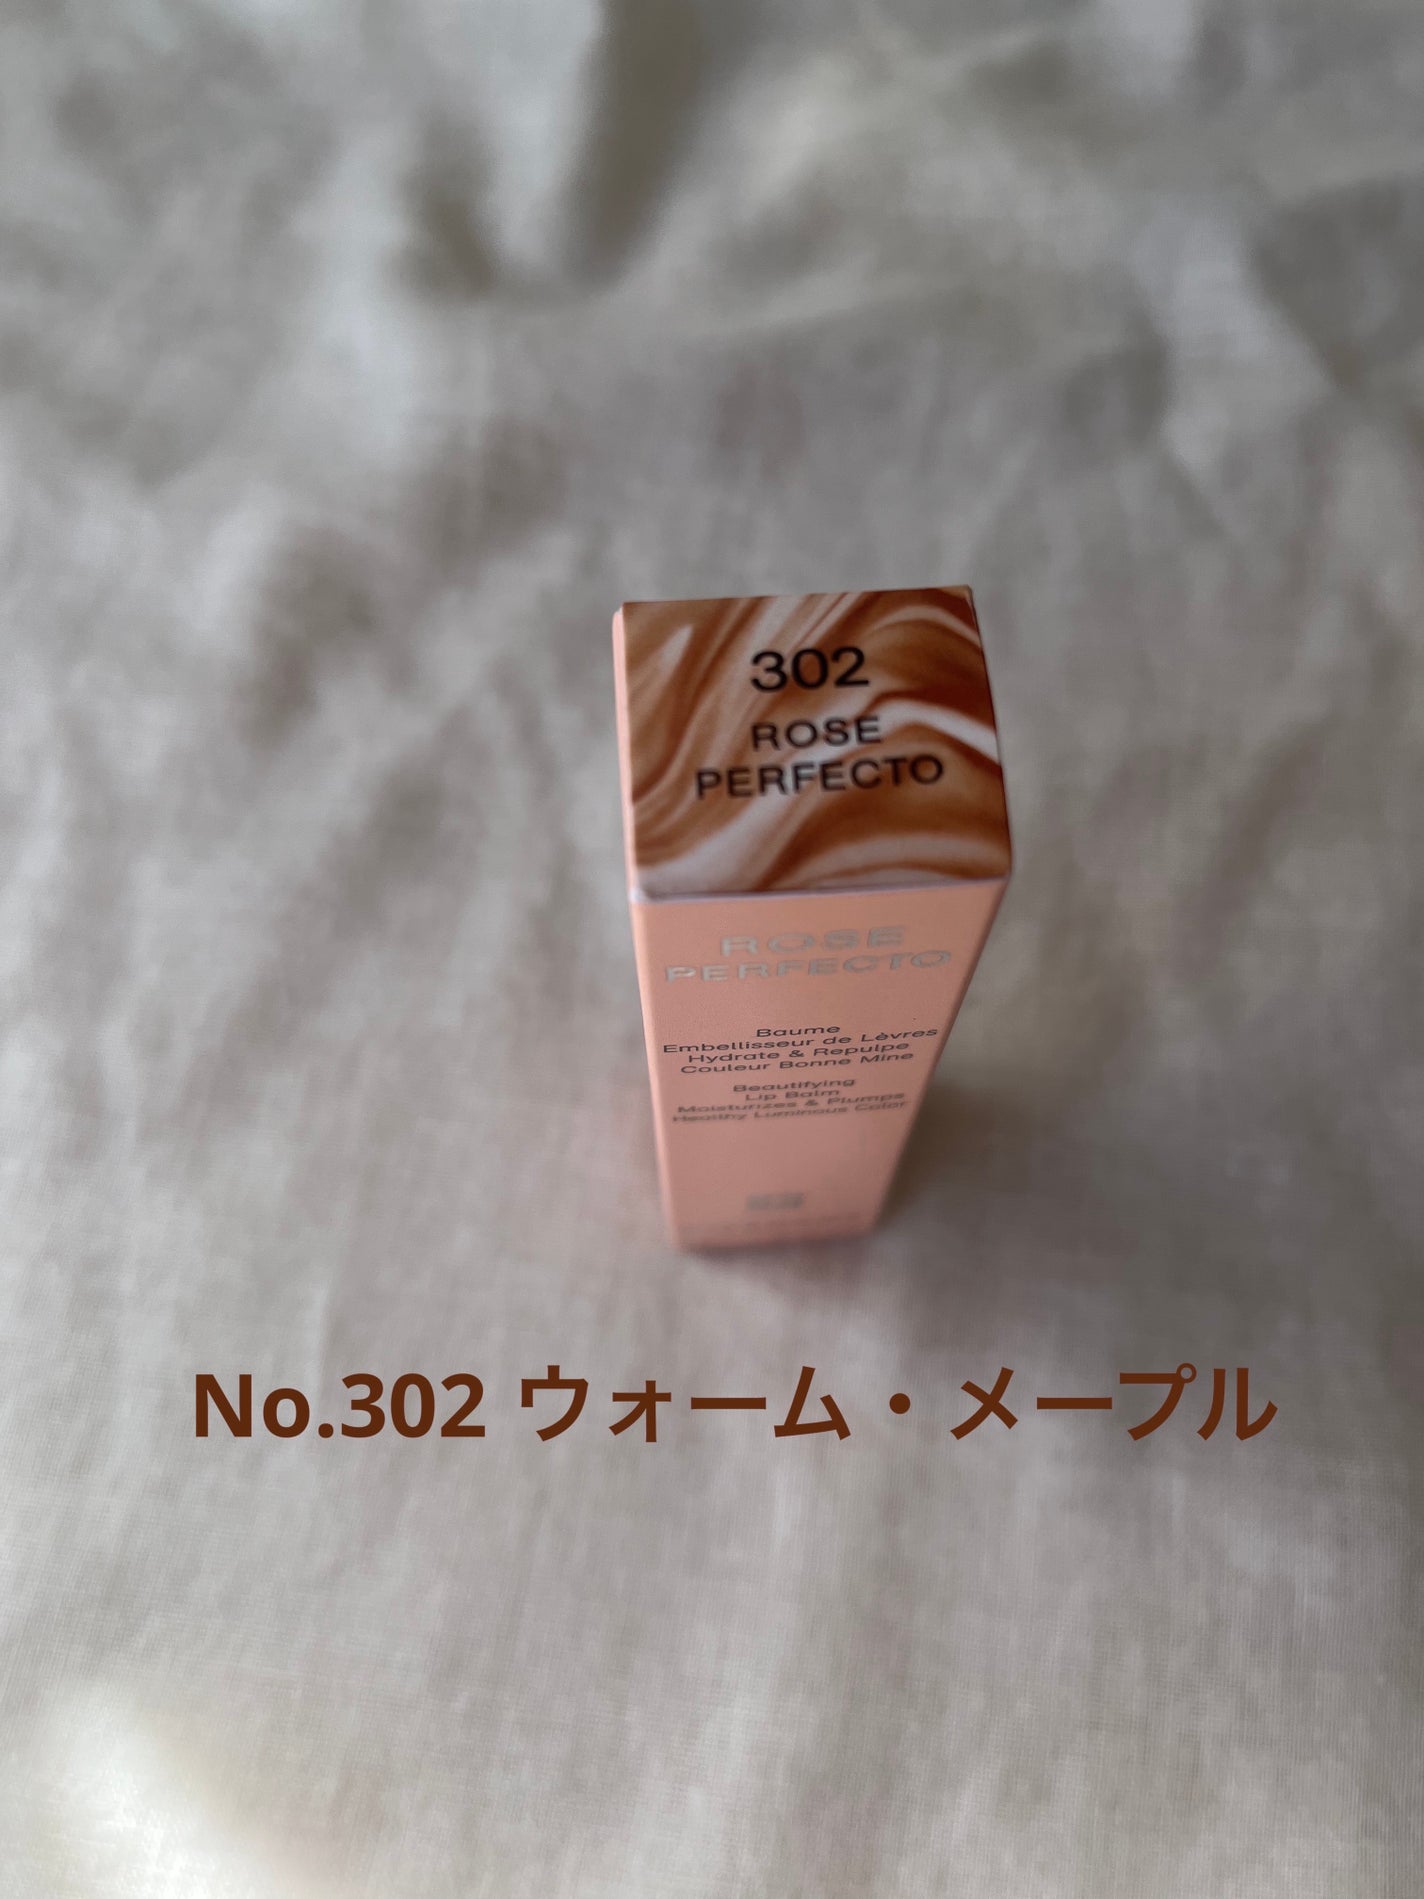 302
ROSE
PERFECTO
ROSE
PERFECTO
Baume
Embellisseur de Lèvres
Hydrate & Repulpe
Couleur Bonne Mine
Beautifying
Lip Balm
Moisturizes & Plumps
Healthy Luminous Color
No.302 ウォーム・メープル